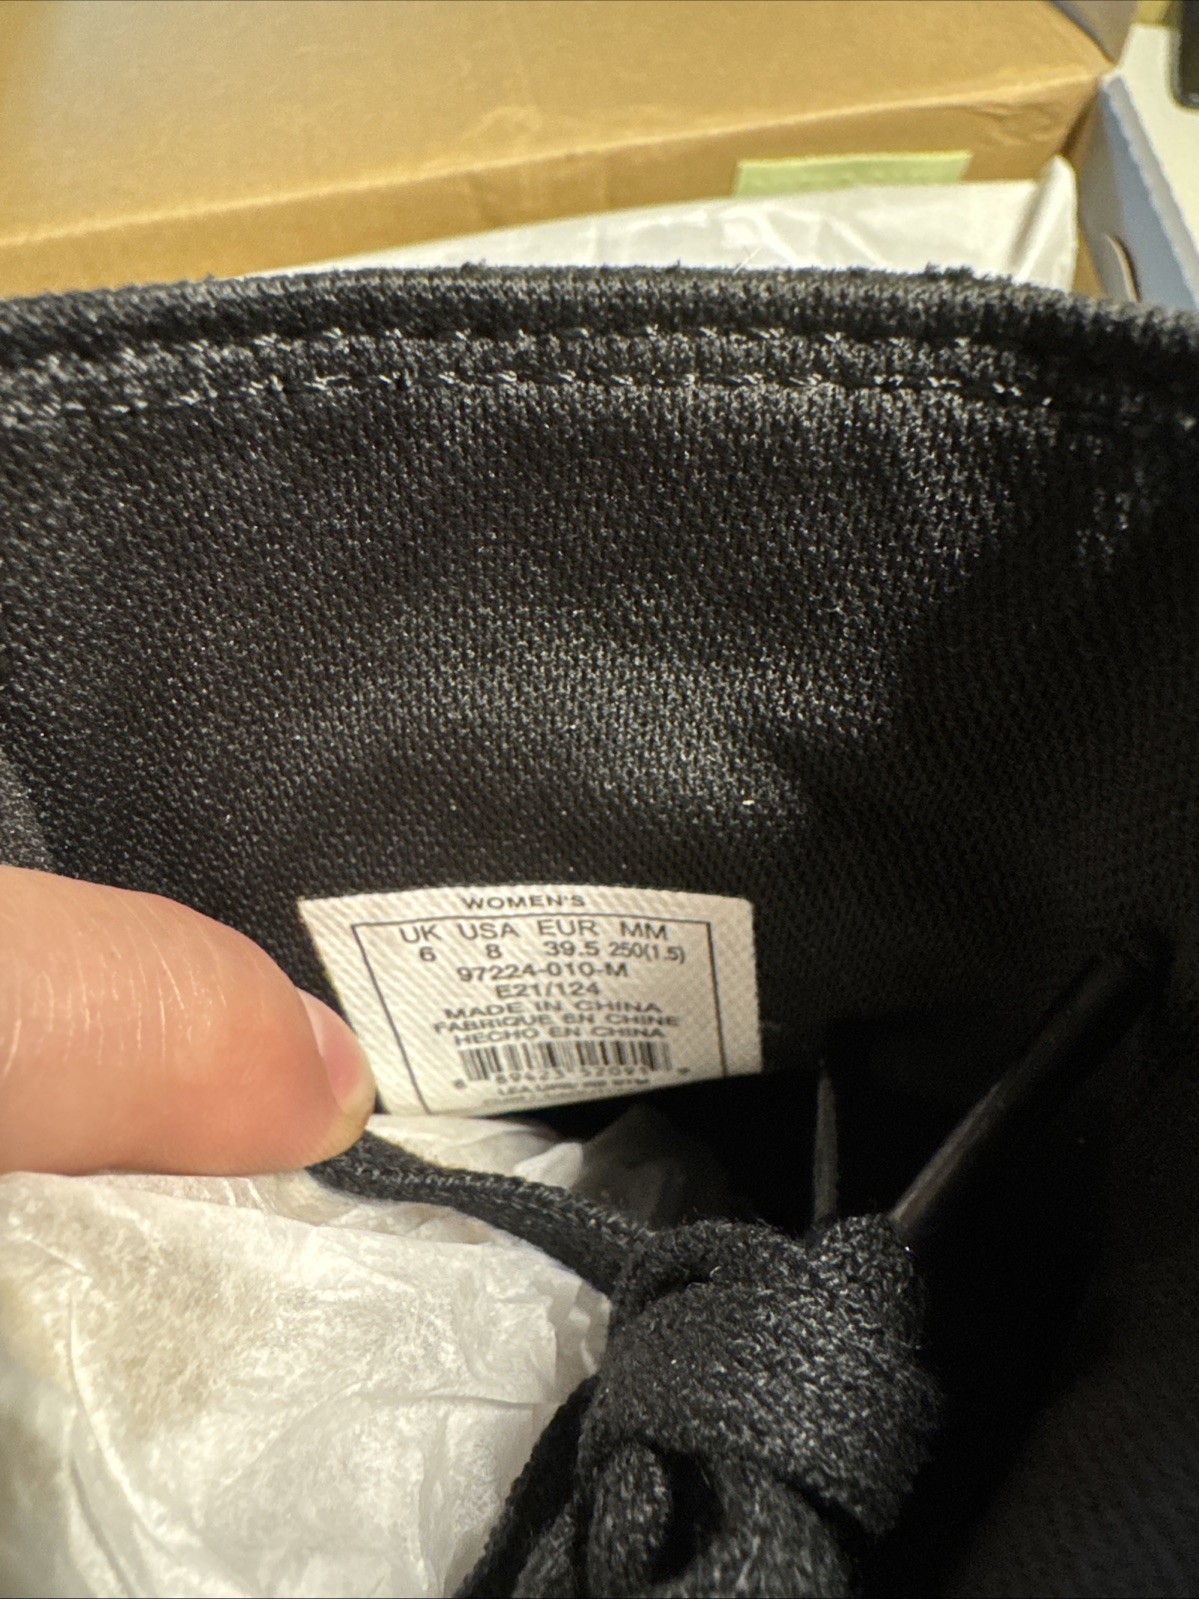 WOMEN'S
UK USA EUR MM
6 8 39.5 250(1.5)
97224-010-M
E21/124
MADE IN CHINA
FABRIQUE EN CHINE
HECHO EN CHINA